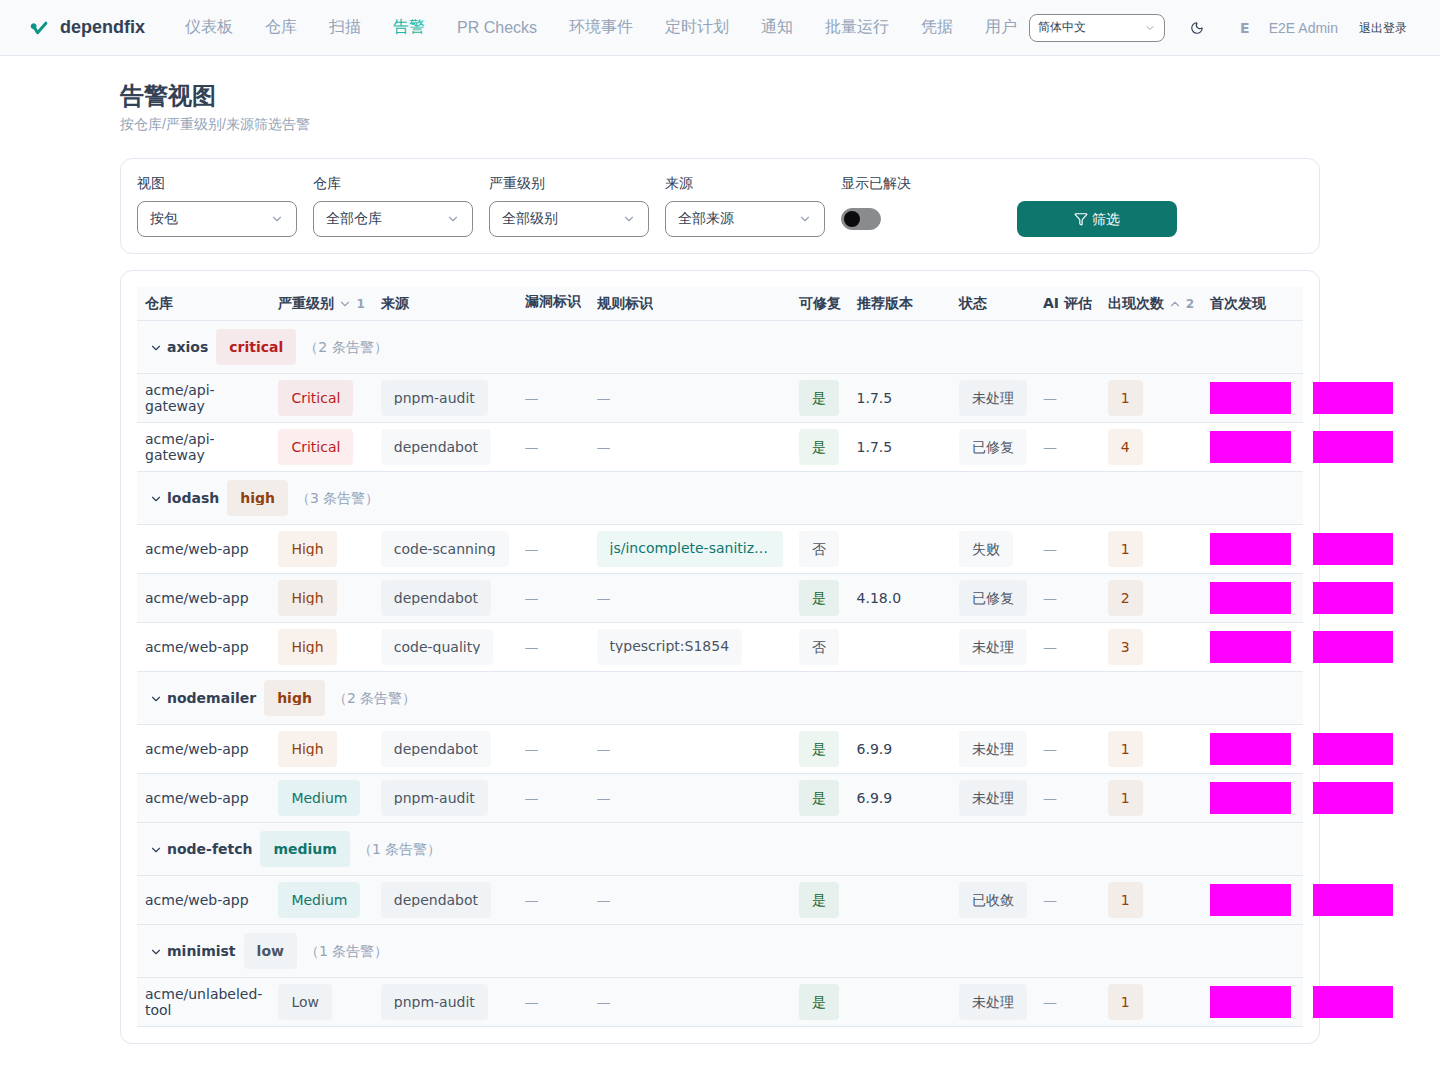 dependfix 仪表板 仓库 扫描 告警 PR Checks 环境事件 定时计划 通知 批量运行 凭据 用户 简体中文 E E2E Admin 退出登录
告警视图
按仓库/严重级别/来源筛选告警
视图 仓库 严重级别 来源 显示已解决
按包 全部仓库 全部级别 全部来源 筛选
仓库 严重级别 1 来源 漏洞标识 规则标识 可修复 推荐版本 状态 AI 评估 出现次数 2 首次发现
axios critical （2 条告警）
acme/api-gateway Critical pnpm-audit — — 是 1.7.5 未处理 — 1
acme/api-gateway Critical dependabot — — 是 1.7.5 已修复 — 4
lodash high （3 条告警）
acme/web-app High code-scanning — js/incomplete-sanitiz... 否 失败 — 1
acme/web-app High dependabot — — 是 4.18.0 已修复 — 2
acme/web-app High code-quality — typescript:S1854 否 未处理 — 3
nodemailer high （2 条告警）
acme/web-app High dependabot — — 是 6.9.9 未处理 — 1
acme/web-app Medium pnpm-audit — — 是 6.9.9 未处理 — 1
node-fetch medium （1 条告警）
acme/web-app Medium dependabot — — 是 已收敛 — 1
minimist low （1 条告警）
acme/unlabeled-tool Low pnpm-audit — — 是 未处理 — 1